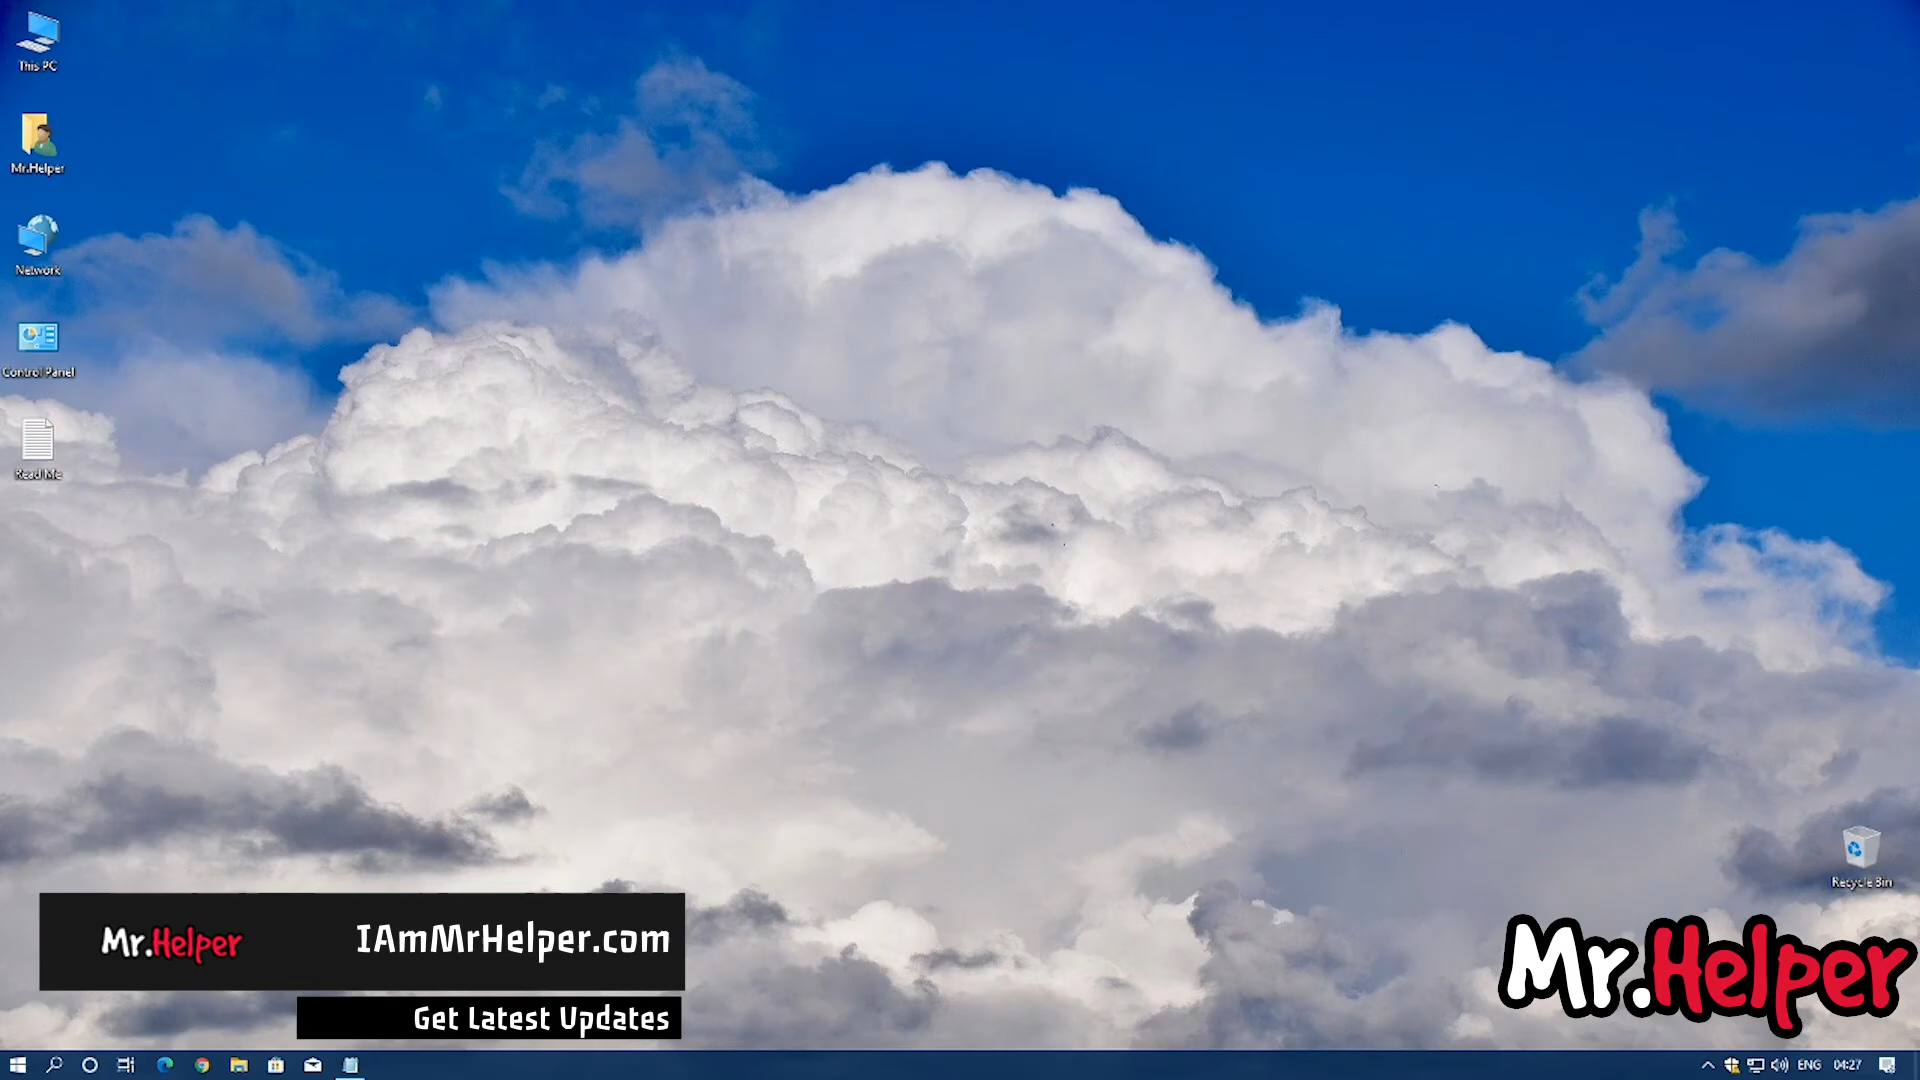 This PC
Mr.Helper
Network
Control Panel
Read Me
Recycle Bin
Mr.Helper
IAmMrHelper.com
Get Latest Updates
Mr.Helper
ENG
04:27